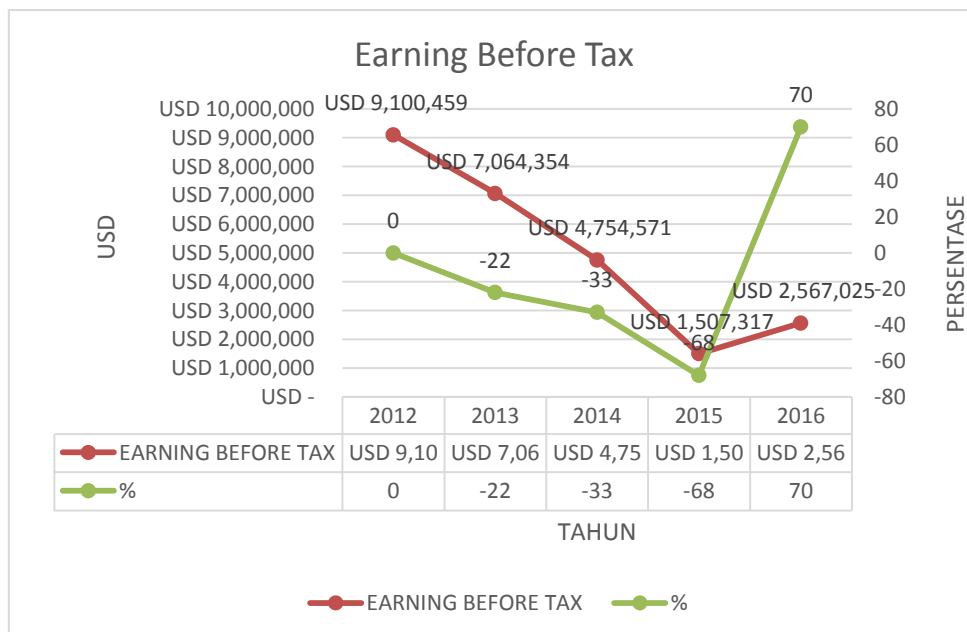 Earning Before Tax
USD 10,000,000
USD 9,000,000
USD 8,000,000
USD 7,000,000
USD 6,000,000
USD 5,000,000
USD 4,000,000
USD 3,000,000
USD 2,000,000
USD 1,000,000
USD -
USD
USD 9,100,459
USD 7,064,354
USD 4,754,571
USD 1,507,317
USD 2,567,025
0
-22
-33
-68
70
80
60
40
20
0
-20
-40
-60
-80
PERSENTASE
2012 2013 2014 2015 2016
EARNING BEFORE TAX USD 9,10 USD 7,06 USD 4,75 USD 1,50 USD 2,56
% 0 -22 -33 -68 70
TAHUN
EARNING BEFORE TAX %